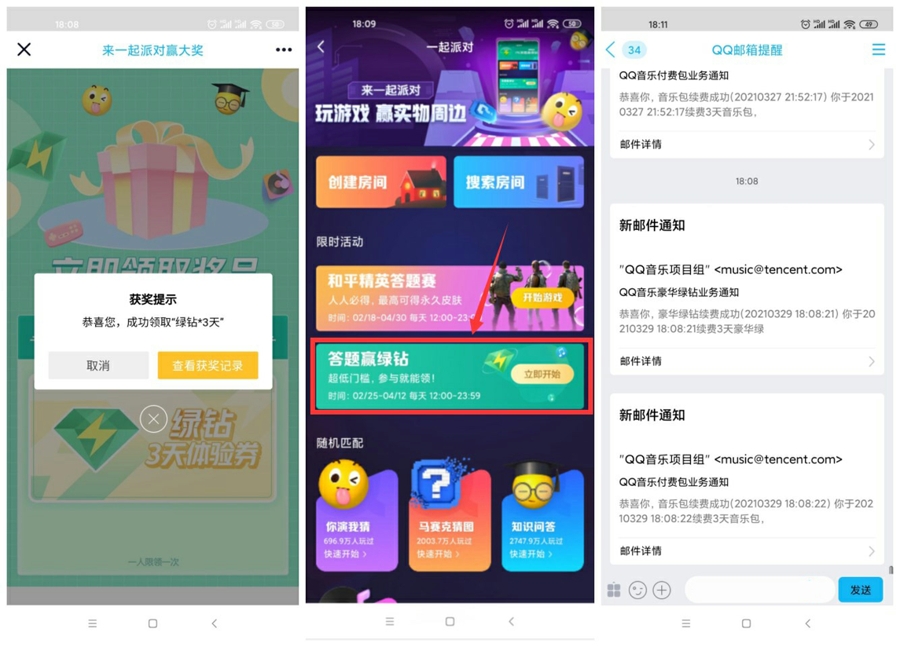 18:08
来一起派对赢大奖
立即领取奖品
获奖提示
恭喜您，成功领取“绿钻*3天”
取消
查看获奖记录
绿钻
3天体验券
一人限领一次
18:09
50
一起派对
来一起派对
玩游戏 赢实物周边
创建房间
搜索房间
限时活动
和平精英答题赛
人人必得，最高可得永久皮肤
时间：02/18-04/30 每天 12:00-23:
开始游戏
答题赢绿钻
超低门槛，参与就能领！
时间：02/25-04/12 每天 12:00-23:59
立即开始
随机匹配
你演我猜
696.9万人玩过
快速开始
马赛克猜图
2003.7万人玩过
快速开始
知识问答
2747.9万人玩过
快速开始
18:11
49
34
QQ邮箱提醒
QQ音乐付费包业务通知
恭喜你，音乐包续费成功(20210327 21:52:17) 你于2021
0327 21:52:17续费3天音乐包，
邮件详情
18:08
新邮件通知
“QQ音乐项目组” <music@tencent.com>
QQ音乐豪华绿钻业务通知
恭喜你，豪华绿钻续费成功(20210329 18:08:21) 你于20
210329 18:08:21续费3天豪华绿
邮件详情
新邮件通知
“QQ音乐项目组” <music@tencent.com>
QQ音乐付费包业务通知
恭喜你，音乐包续费成功(20210329 18:08:22) 你于202
10329 18:08:22续费3天音乐包，
邮件详情
发送